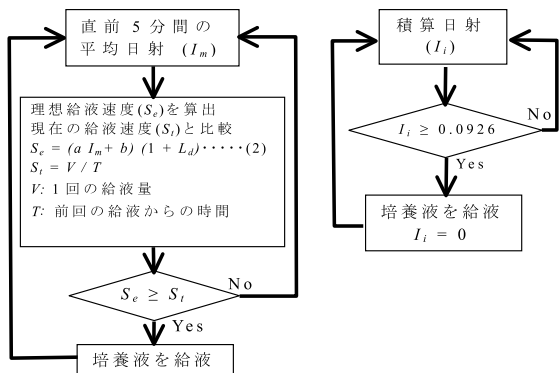 直前5分間の
平均日射 (Im)
理想給液速度(Se)を算出
現在の給液速度(St)と比較
Se = (a Im+ b) (1 + Ld)・・・・・(2)
St = V / T
V: 1回の給液量
T: 前回の給液からの時間
Se ≥ St
No
Yes
培養液を給液
積算日射
(Ii)
Ii ≥ 0.0926
No
Yes
培養液を給液
Ii = 0